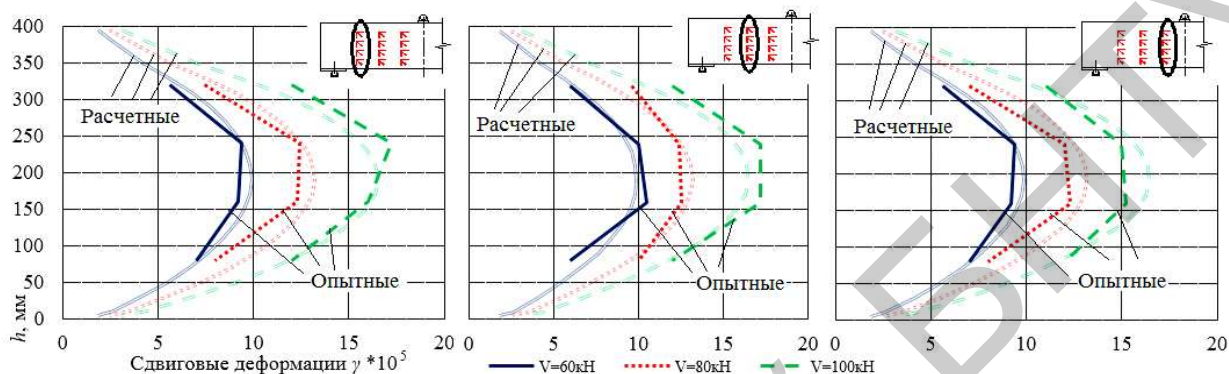 400
350
300
250
200
150
100
50
0
h, мм
Расчетные
Опытные
0 5 10 15 20
Расчетные
Опытные
0 5 10 15 20
Расчетные
Опытные
0 5 10 15 20
Сдвиговые деформации γ *10⁵
V=60кН V=80кН V=100кН
БНТУ